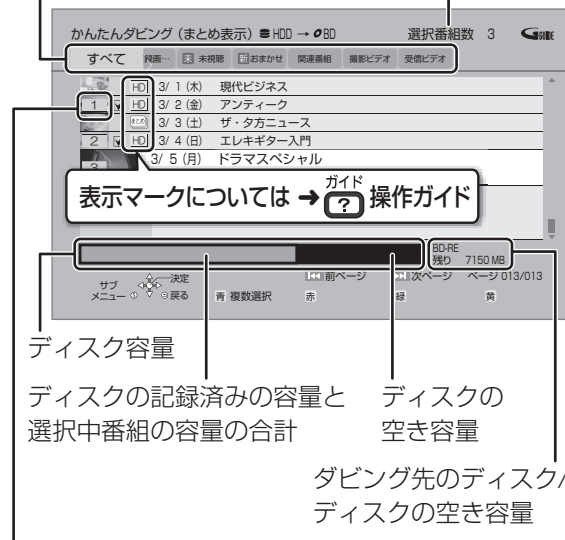 かんたんダビング (まとめ表示) HDD → BD 選択番組数 3 GUIDE
すべて 録画… 未 未視聴 新 おまかせ 関連番組 撮影ビデオ 受信ビデオ
HD 3/ 1 (木) 現代ビジネス
1 HD 3/ 2 (金) アンティーク
まとめ 3/ 3 (土) ザ・夕方ニュース
2 HD 3/ 4 (日) エレキギター入門
3 3/ 5 (月) ドラマスペシャル
表示マークについては → ガイド ? 操作ガイド
BD-RE
残り 7150 MB
サブ メニュー 決定 戻る 青 複数選択 前ページ 赤 次ページ 緑 ページ 013/013 黄
ディスク容量
ディスクの記録済みの容量と
選択中番組の容量の合計
ディスクの
空き容量
ダビング先のディスク/
ディスクの空き容量